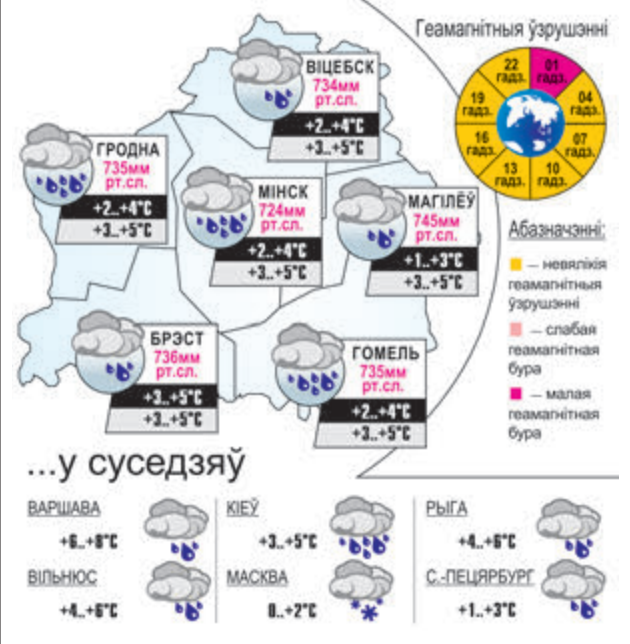 Геамагнітныя ўзрушэнні
22 гадз.
01 гадз.
04 гадз.
07 гадз.
10 гадз.
13 гадз.
16 гадз.
19 гадз.
ВІЦЕБСК
734мм
рт.сл.
+2..+4°C
+3..+5°C
ГРОДНА
735мм
рт.сл.
+2..+4°C
+3..+5°C
МІНСК
724мм
рт.сл.
+2..+4°C
+3..+5°C
МАГІЛЁЎ
745мм
рт.сл.
+1..+3°C
+3..+5°C
БРЭСТ
736мм
рт.сл.
+3..+5°C
+3..+5°C
ГОМЕЛЬ
735мм
рт.сл.
+2..+4°C
+3..+5°C
Абазначэнні:
– невялікія
геамагнітныя
ўзрушэнні
– слабая
геамагнітная
бура
– малая
геамагнітная
бура
...у суседзяў
ВАРШАВА
+6..+8°C
КІЕЎ
+3..+5°C
РЫГА
+4..+6°C
ВІЛЬНЮС
+4..+6°C
МАСКВА
0..+2°C
С.-ПЕЦЯРБУРГ
+1..+3°C